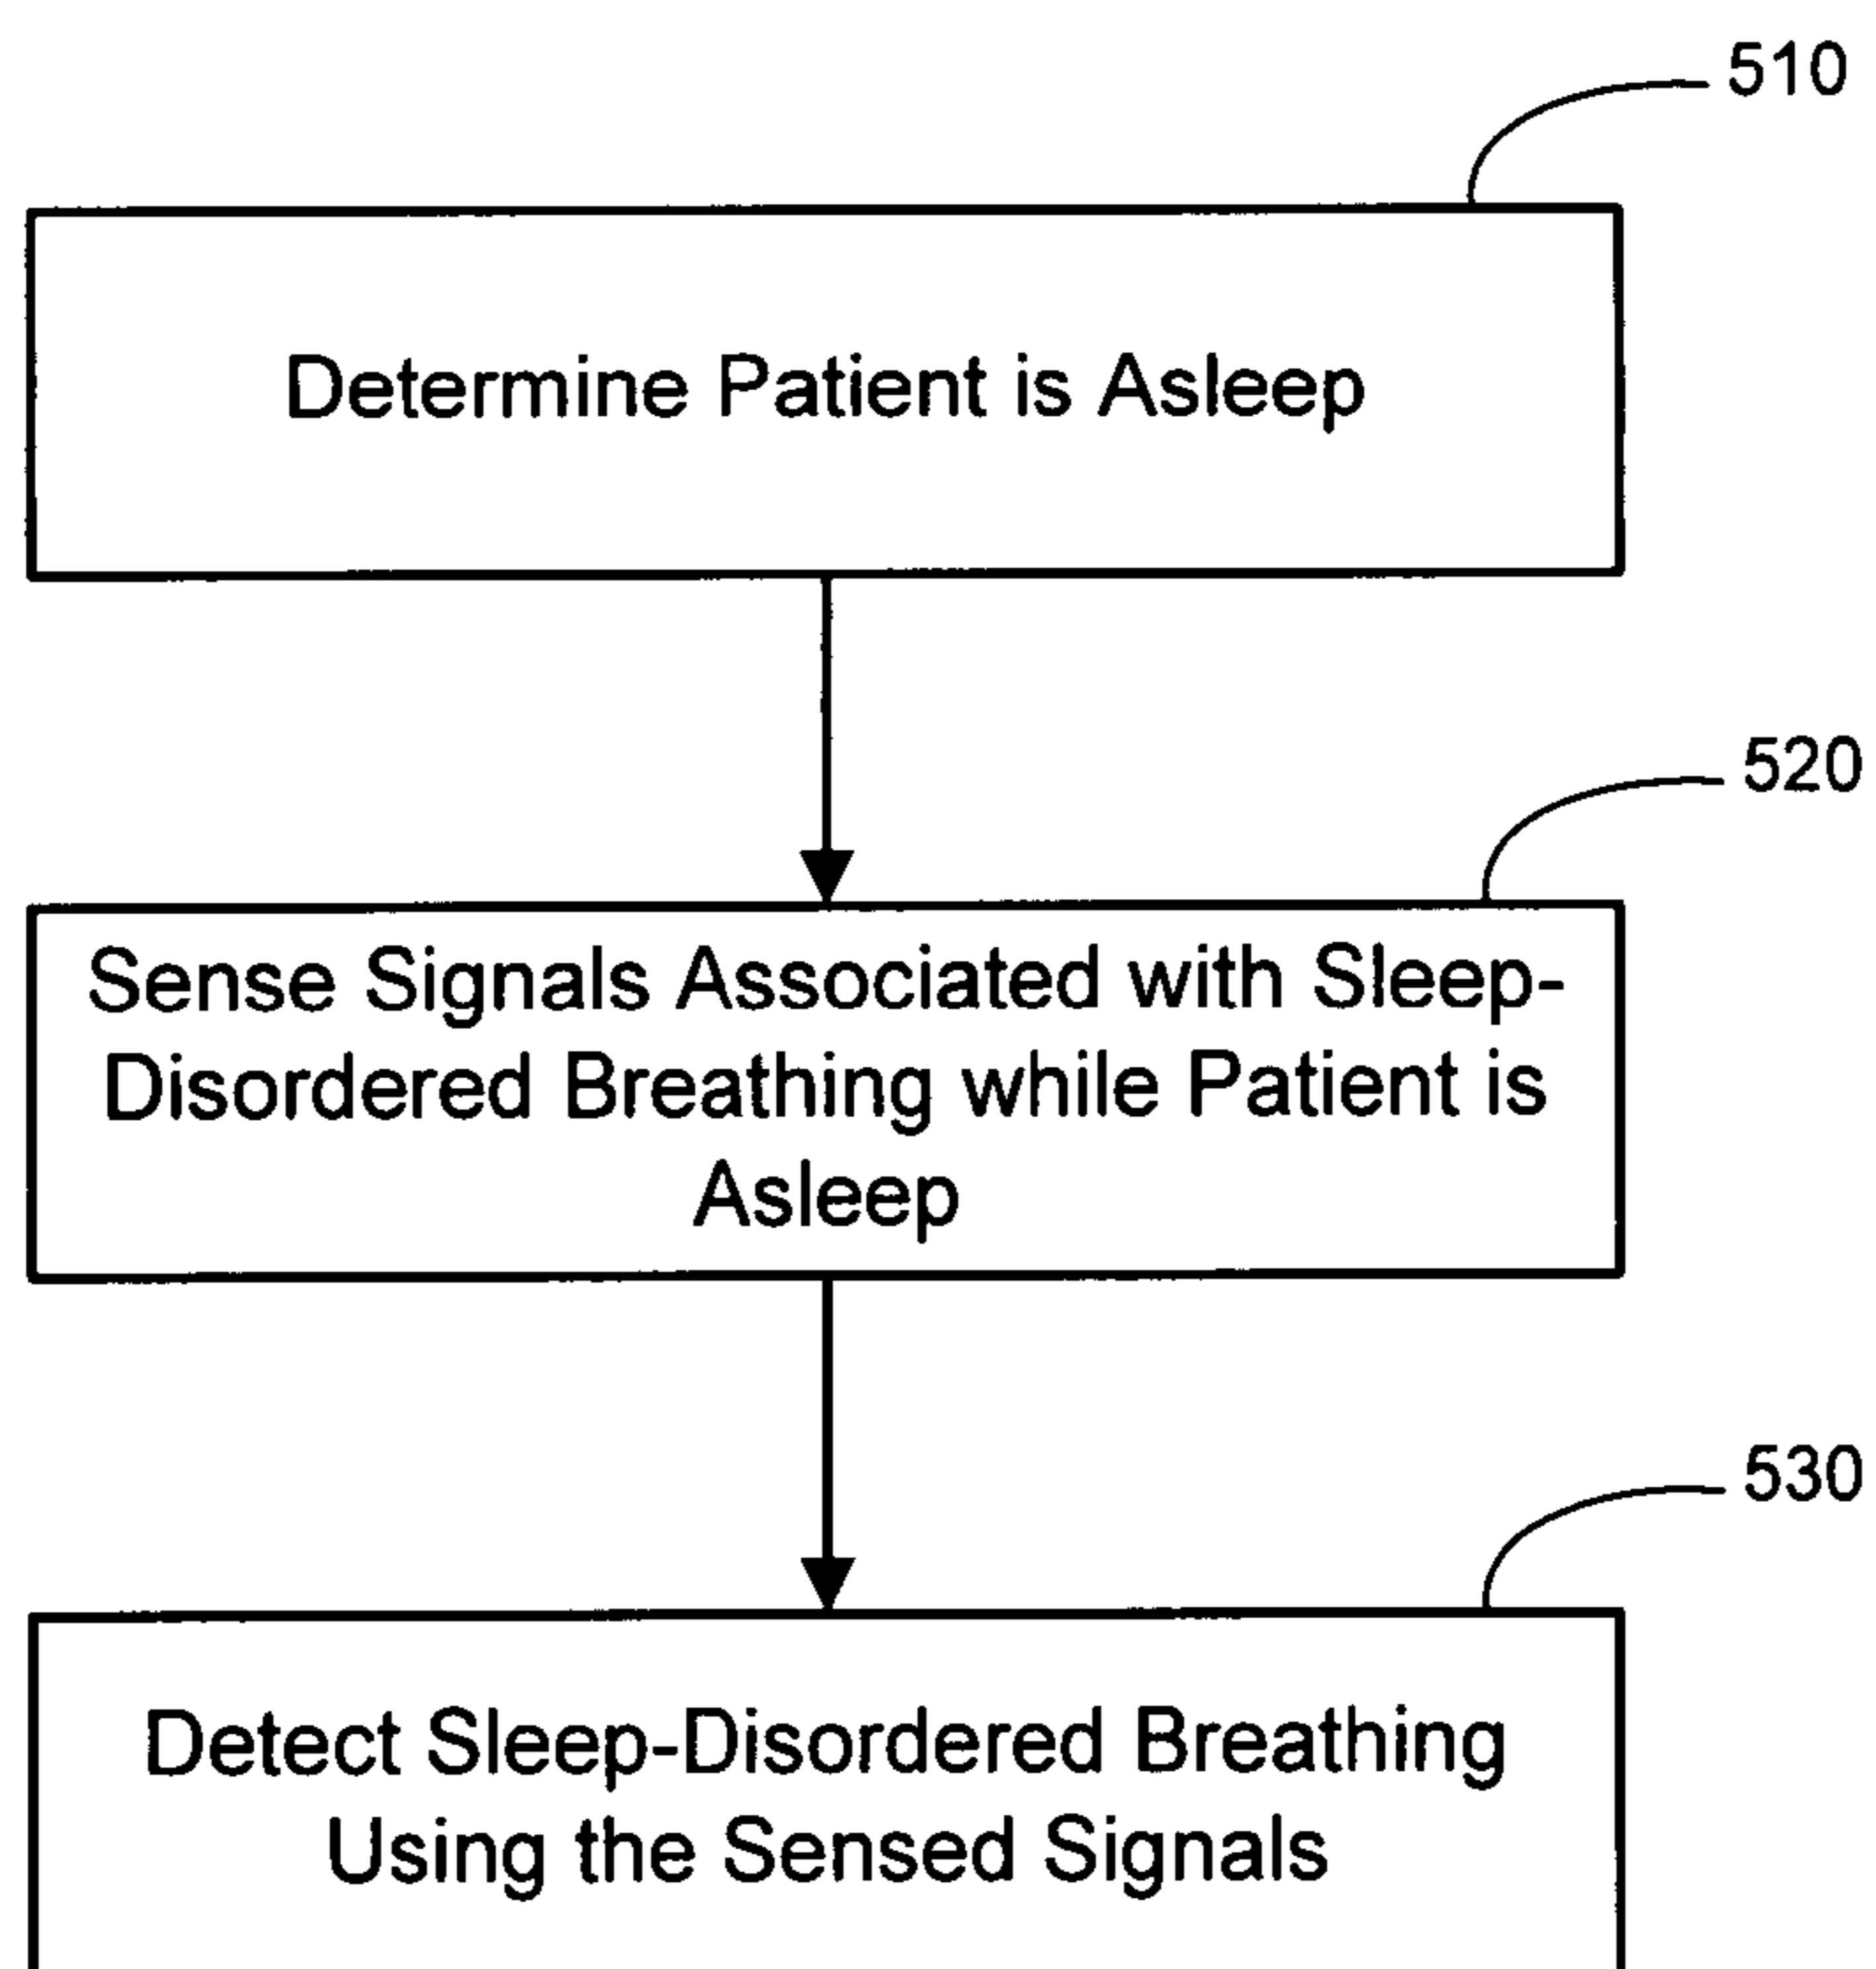 510
Determine Patient is Asleep
520
Sense Signals Associated with Sleep-
Disordered Breathing while Patient is
Asleep
530
Detect Sleep-Disordered Breathing
Using the Sensed Signals